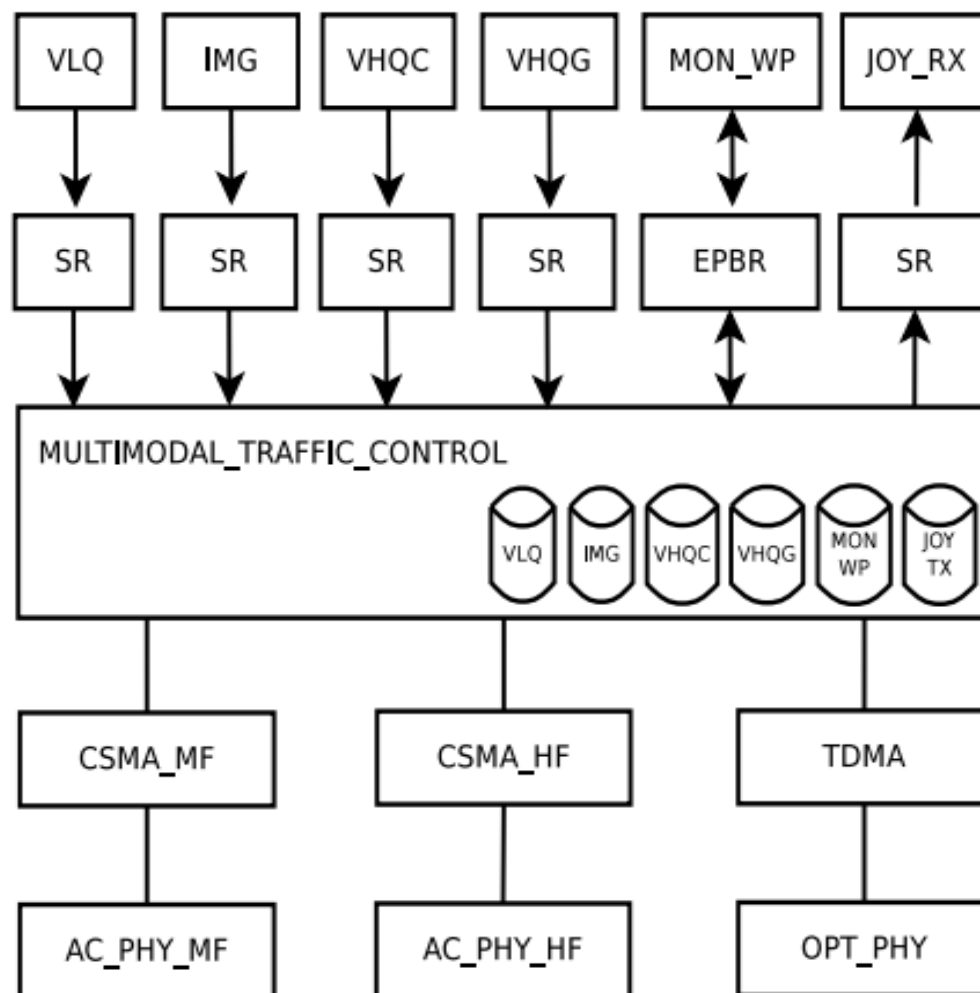 VLQ IMG VHQC VHQG MON_WP JOY_RX
SR SR SR SR EPBR SR
MULTIMODAL_TRAFFIC_CONTROL
VLQ IMG VHQC VHQG MON WP JOY TX
CSMA_MF CSMA_HF TDMA
AC_PHY_MF AC_PHY_HF OPT_PHY